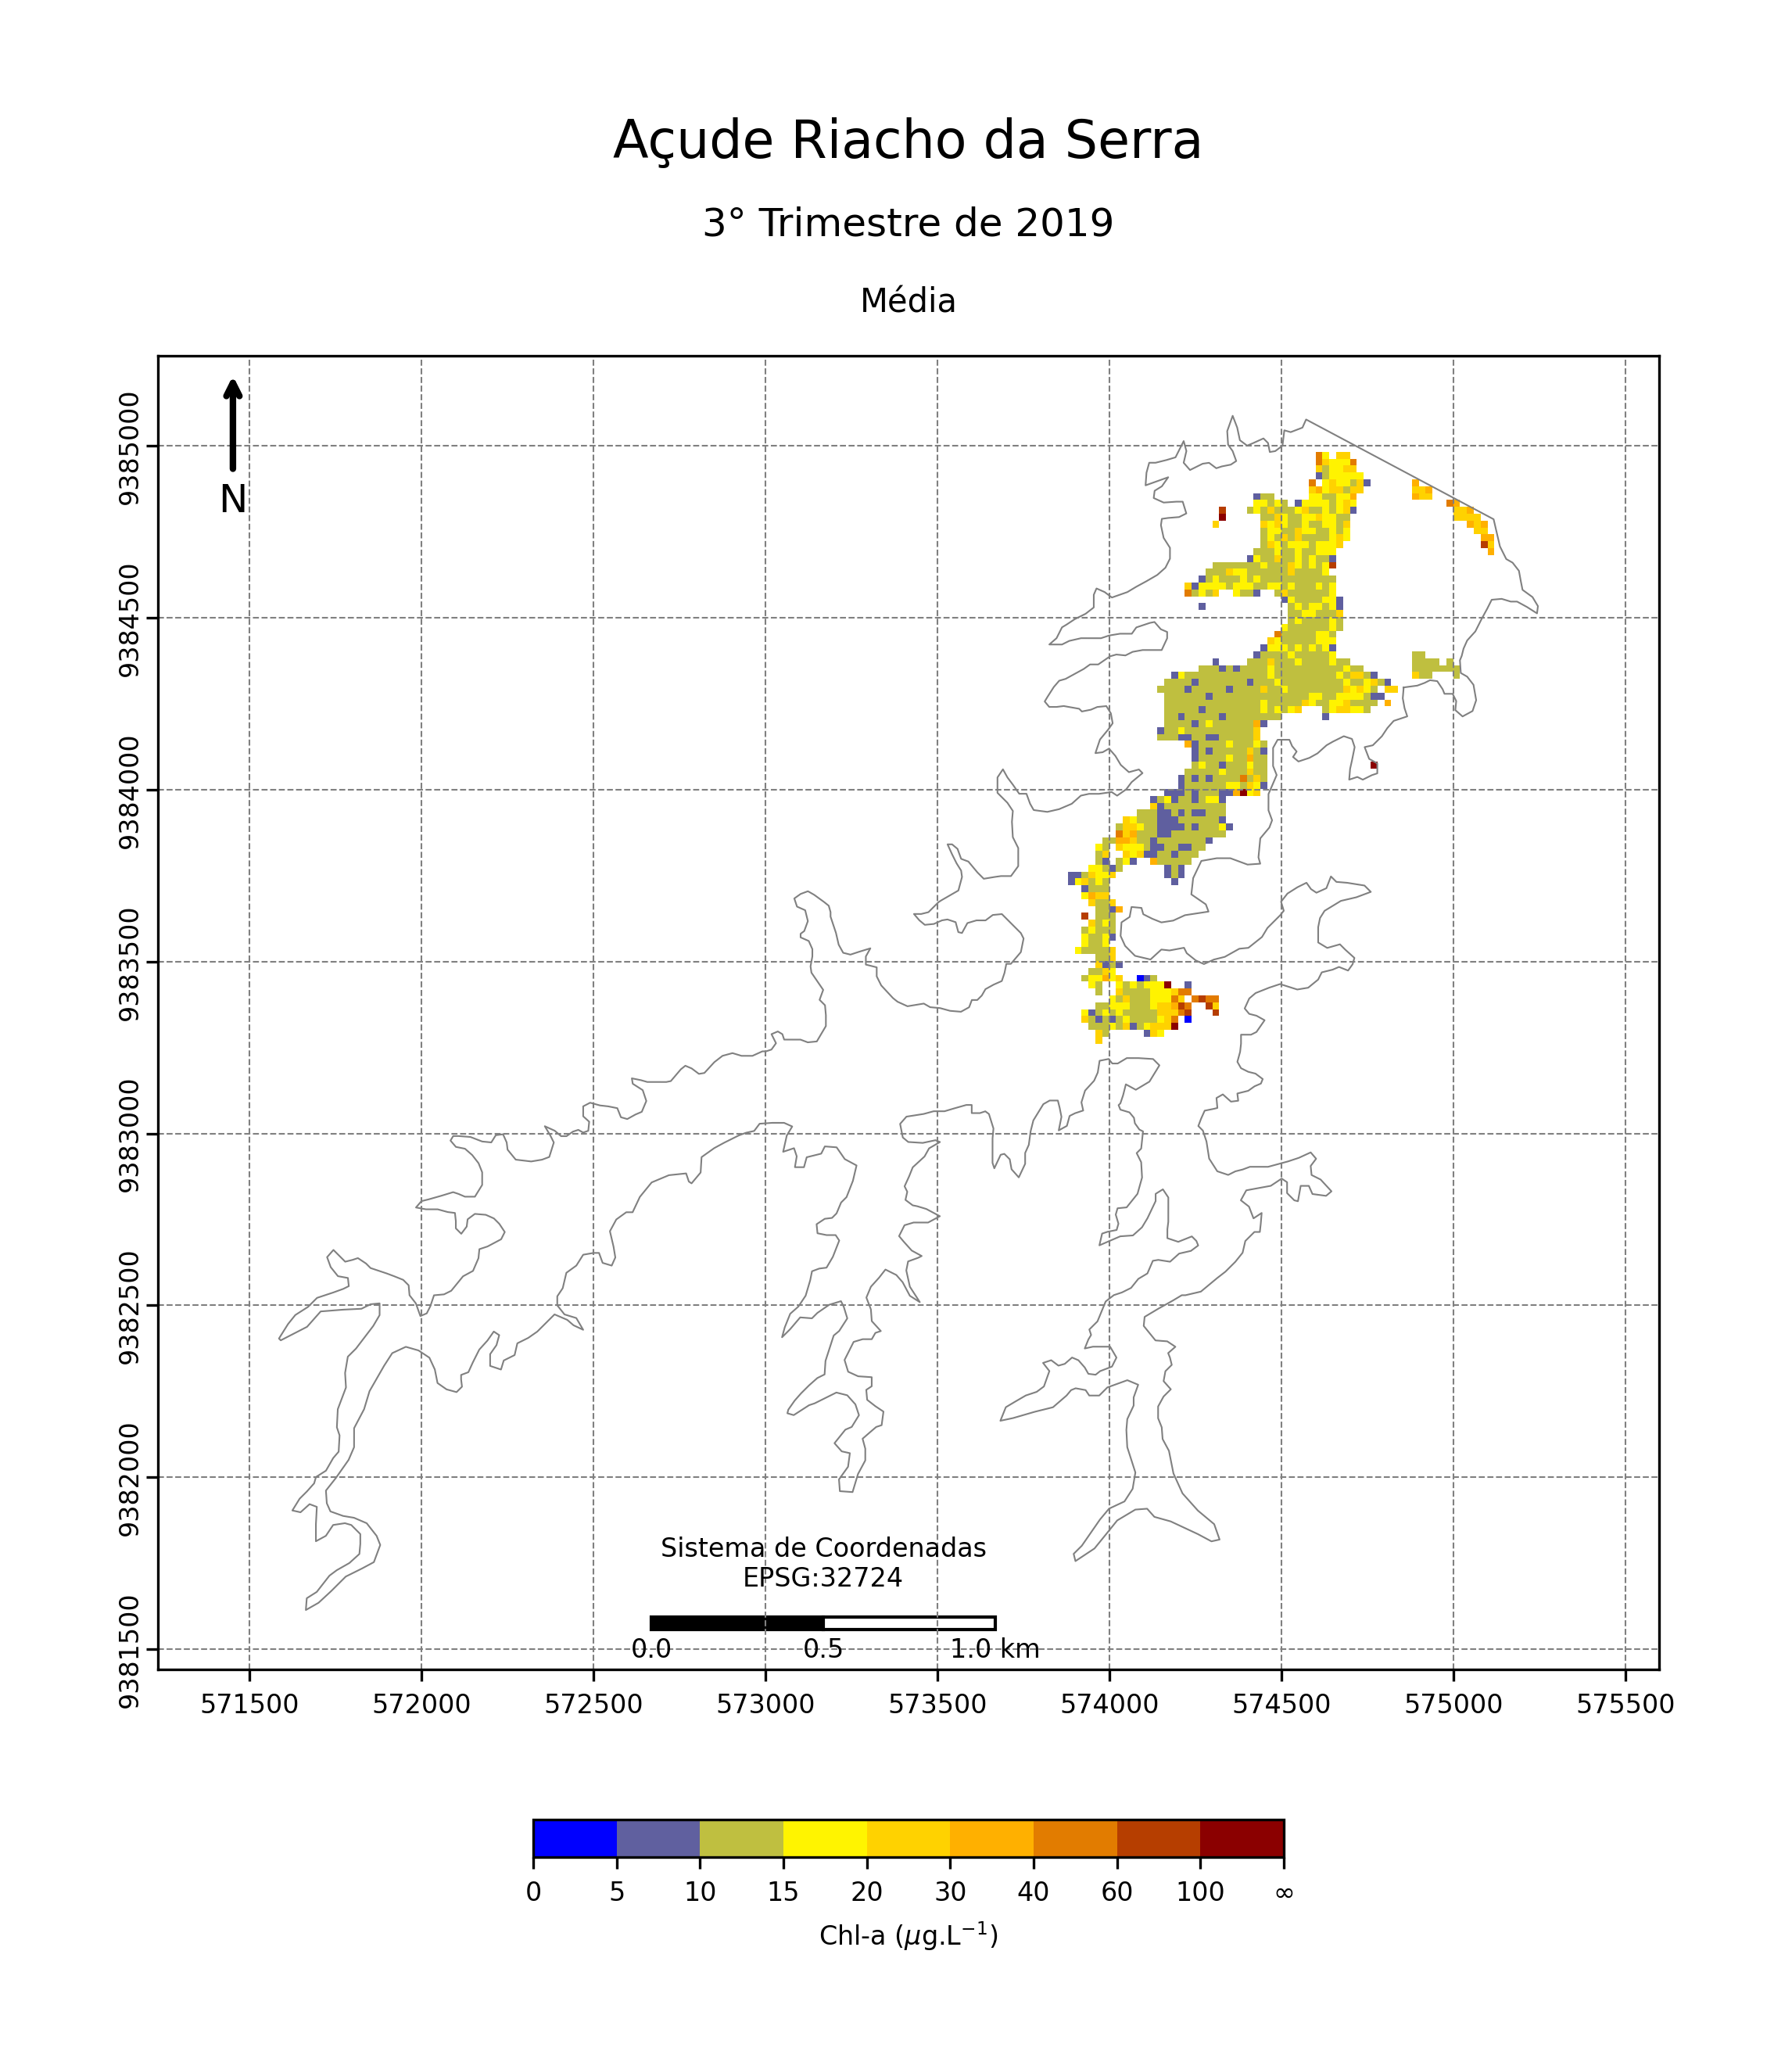 Açude Riacho da Serra
3° Trimestre de 2019
Média
N
9385000
9384500
9384000
9383500
9383000
9382500
9382000
9381500
Sistema de Coordenadas
EPSG:32724
0.0 0.5 1.0 km
571500 572000 572500 573000 573500 574000 574500 575000 575500
0 5 10 15 20 30 40 60 100 ∞
Chl-a (μg.L⁻¹)